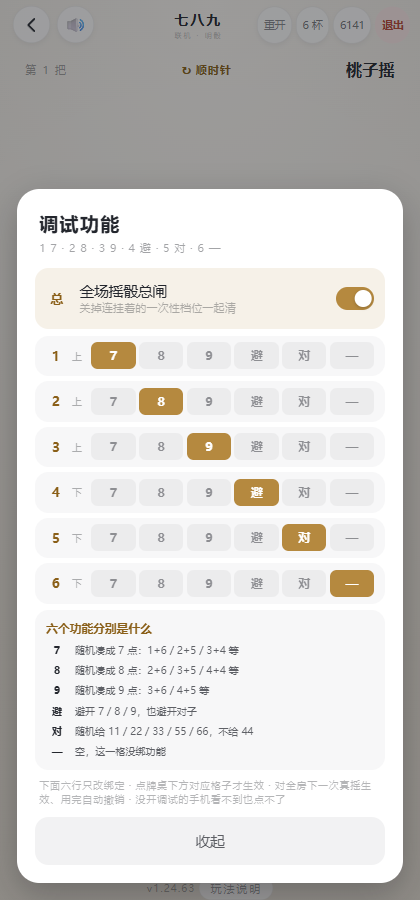 七八九
重开
6 杯
6141
退出
第 1 把
↻ 顺时针
桃子摇
调试功能
1 7 · 2 8 · 3 9 · 4 避 · 5 对 · 6 —
总
全场摇骰总闸
关掉连挂着的一次性档位一起清
1 上 7 8 9 避 对 —
2 上 7 8 9 避 对 —
3 上 7 8 9 避 对 —
4 下 7 8 9 避 对 —
5 下 7 8 9 避 对 —
6 下 7 8 9 避 对 —
六个功能分别是什么
7 随机凑成 7 点：1+6 / 2+5 / 3+4 等
8 随机凑成 8 点：2+6 / 3+5 / 4+4 等
9 随机凑成 9 点：3+6 / 4+5 等
避 避开 7 / 8 / 9，也避开对子
对 随机给 11 / 22 / 33 / 55 / 66，不给 44
— 空，这一格没绑功能
下面六行只改绑定 · 点牌桌下方对应格子才生效 · 对全房下一次真摇生
效、用完自动撤销 · 没开调试的手机看不到也点不了
收起
v1.24.63
玩法说明